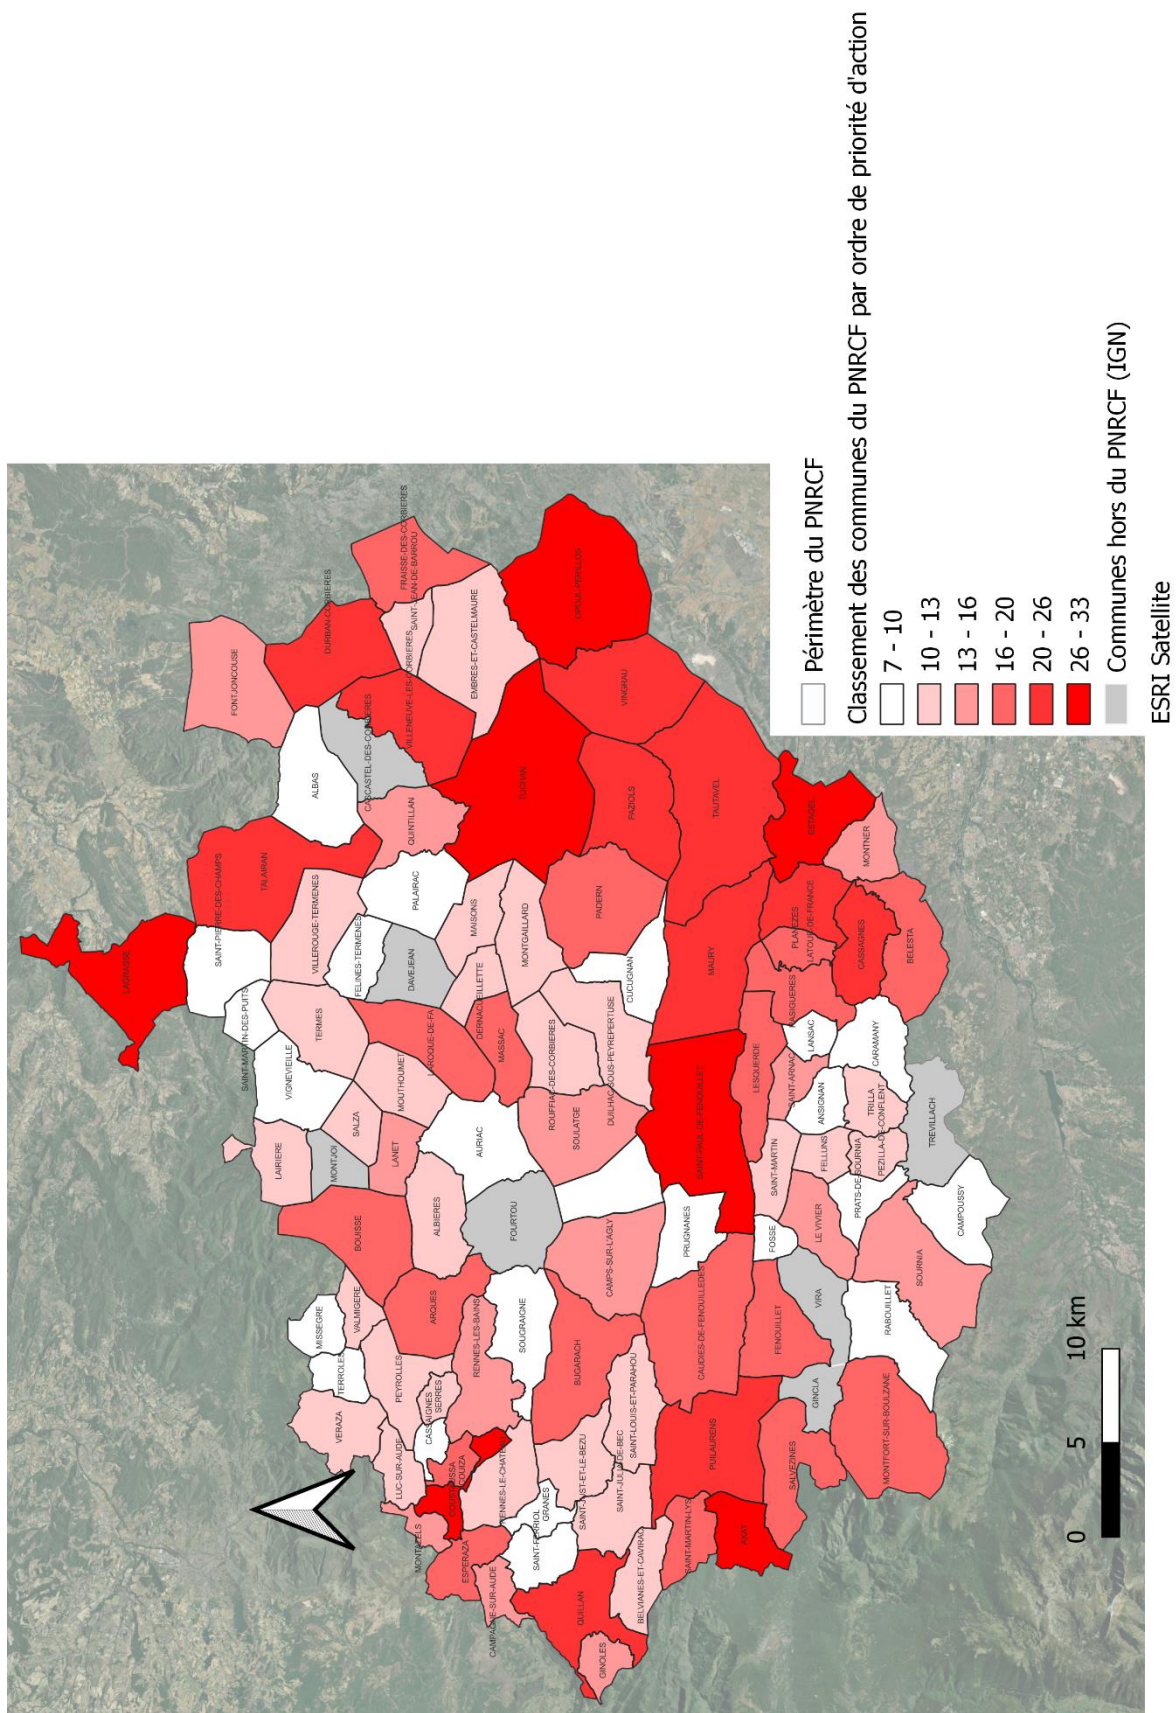 LAGRASSE
SAINT-PIERRE-DES-CHAMPS
TALAIRAN
FONTJONCOUSE
SAINT-MARTIN-DES-PUITS
ALBAS
DURBAN-CORBIERES
VIGNEVIEILLE
TERMES
VILLEROUGE-TERMENES
LAIRIERE
MONTJOI
SALZA
MOUTHOUMET
FELINES-TERMENES
PALAIRAC
QUINTILLAN
CASCASTEL-DES-CORBIERES
VILLENEUVE-LES-CORBIERES
FRAISSE-DES-CORBIERES
SAINT-JEAN-DE-BARROU
EMBRES-ET-CASTELMAURE
MISSEGRE
TERROLES
VERAZA
VALMIGERE
BOUISSE
LANET
LAROQUE-DE-FA
DAVEJEAN
MAISONS
PEYROLLES
ARQUES
ALBIERES
AURIAC
MASSAC
DERNACUEILLETTE
MONTGAILLARD
TUCHAN
OPOUL-PERILLOS
LUC-SUR-AUDE
CASSAIGNES
SERRES
MONTAZELS
COUSTAUSSA
COUIZA
RENNES-LES-BAINS
SOUGRAIGNE
FOURTOU
SOULATGE
ROUFFIAC-DES-CORBIERES
DUILHAC-SOUS-PEYREPERTUSE
CUCUGNAN
PADERN
PAZIOLS
VINGRAU
ESPERAZA
CAMPAGNE-SUR-AUDE
RENNES-LE-CHATEAU
SAINT-FERRIOL
GRANES
SAINT-JUST-ET-LE-BEZU
BUGARACH
CAMPS-SUR-L'AGLY
QUILLAN
GINOLES
BELVIANES-ET-CAVIRAC
SAINT-JULIA-DE-BEC
SAINT-LOUIS-ET-PARAHOU
PRUGNANES
SAINT-PAUL-DE-FENOUILLET
MAURY
TAUTAVEL
SAINT-MARTIN-LYS
AXAT
PUILAURENS
CAUDIES-DE-FENOUILLEDES
SALVEZINES
GINCLA
FENOUILLET
VIRA
FOSSE
SAINT-MARTIN
LESQUERDE
SAINT-ARNAC
LANSAC
RASIGUERES
PLANEZES
LATOUR-DE-FRANCE
ESTAGEL
MONTNER
LE VIVIER
FELLUNS
ANSIGNAN
TRILLA
PEZILLA-DE-CONFLENT
PRATS-DE-SOURNIA
CARAMANY
CASSAGNES
BELESTA
MONTFORT-SUR-BOULZANE
RABOUILLET
SOURNIA
CAMPOUSSY
TREVILLACH
0 5 10 km
Périmètre du PNRCF
Classement des communes du PNRCF par ordre de priorité d'action
7 - 10
10 - 13
13 - 16
16 - 20
20 - 26
26 - 33
Communes hors du PNRCF (IGN)
ESRI Satellite